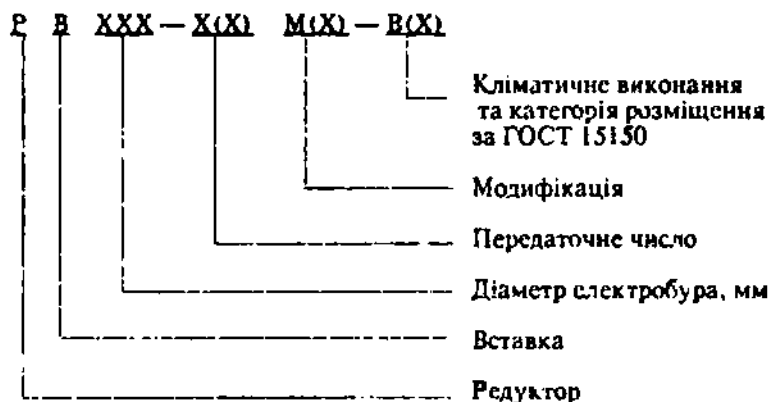 Р В ХХХ — Х(Х) М(Х) — В(Х)
Кліматичне виконання
та категорія розміщення
за ГОСТ 15150
Модифікація
Передаточне число
Діаметр електробура, мм
Вставка
Редуктор